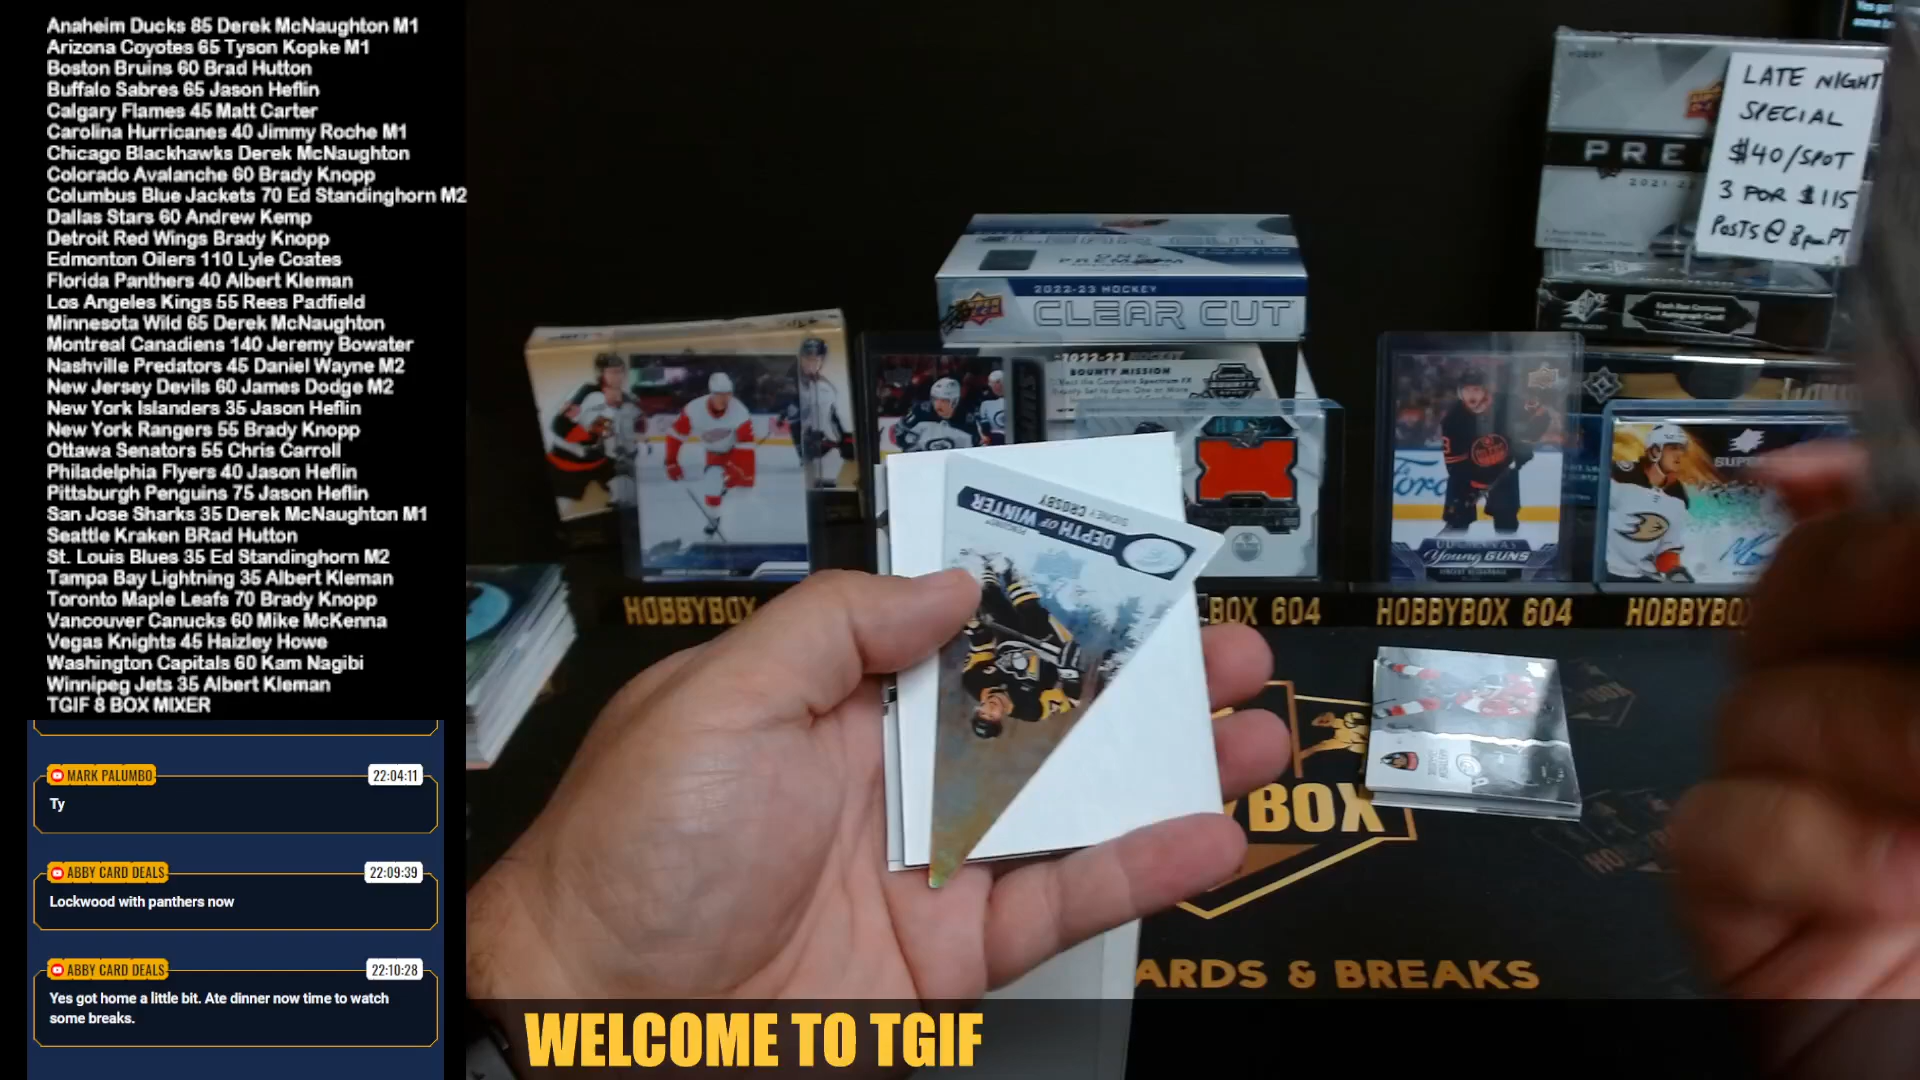 Anaheim Ducks 85 Derek McNaughton M1
Arizona Coyotes 65 Tyson Kopke M1
Boston Bruins 60 Brad Hutton
Buffalo Sabres 65 Jason Heflin
Calgary Flames 45 Matt Carter
Carolina Hurricanes 40 Jimmy Roche M1
Chicago Blackhawks Derek McNaughton
Colorado Avalanche 60 Brady Knopp
Columbus Blue Jackets 70 Ed Standinghorn M2
Dallas Stars 60 Andrew Kemp
Detroit Red Wings Brady Knopp
Edmonton Oilers 110 Lyle Coates
Florida Panthers 40 Albert Kleman
Los Angeles Kings 55 Rees Padfield
Minnesota Wild 65 Derek McNaughton
Montreal Canadiens 140 Jeremy Bowater
Nashville Predators 45 Daniel Wayne M2
New Jersey Devils 60 James Dodge M2
New York Islanders 35 Jason Heflin
New York Rangers 55 Brady Knopp
Ottawa Senators 55 Chris Carroll
Philadelphia Flyers 40 Jason Heflin
Pittsburgh Penguins 75 Jason Heflin
San Jose Sharks 35 Derek McNaughton M1
Seattle Kraken BRad Hutton
St. Louis Blues 35 Ed Standinghorn M2
Tampa Bay Lightning 35 Albert Kleman
Toronto Maple Leafs 70 Brady Knopp
Vancouver Canucks 60 Mike McKenna
Vegas Knights 45 Haizley Howe
Washington Capitals 60 Kam Nagibi
Winnipeg Jets 35 Albert Kleman
TGIF 8 BOX MIXER
MARK PALUMBO 22:04:11
Ty
ABBY CARD DEALS 22:09:39
Lockwood with panthers now
ABBY CARD DEALS 22:10:28
Yes got home a little bit. Ate dinner now time to watch
some breaks.
LATE NIGHT
SPECIAL
$40/SPOT
3 FOR $115
POSTS @ 8pm PT
PRE
2022-23 HOCKEY
CLEAR CUT
2022-23 HOCKEY
BOUNTY MISSION
SIDNEY CROSBY
DEPTH OF WINTER
UD CANVAS
Young GUNS
SUPER
HOBBYBOX
BOX 604
HOBBYBOX 604
HOBBYBOX
YBOX
ARDS & BREAKS
WELCOME TO TGIF